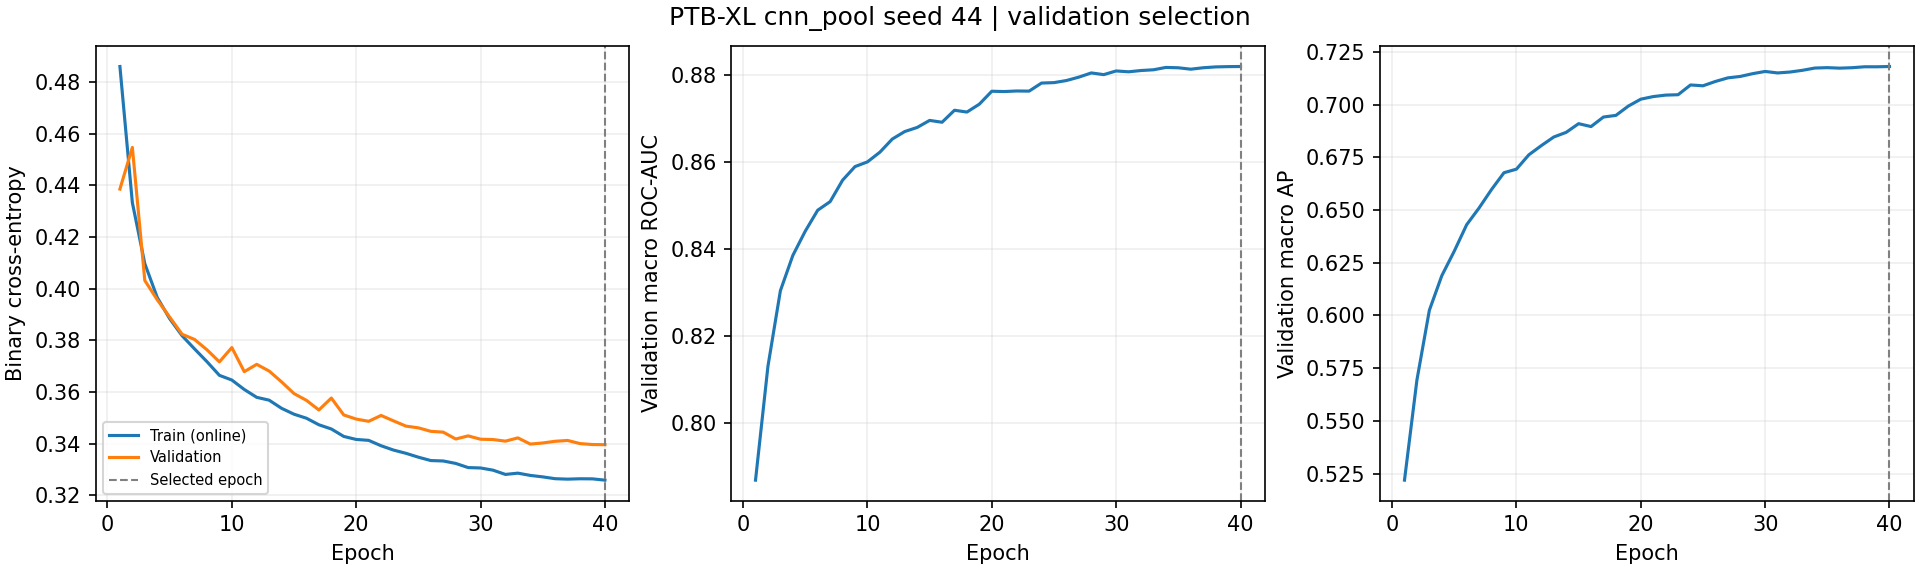 PTB-XL cnn_pool seed 44 | validation selection
Binary cross-entropy
0.48
0.46
0.44
0.42
0.40
0.38
0.36
0.34
0.32
Train (online)
Validation
Selected epoch
0 10 20 30 40
Epoch
Validation macro ROC-AUC
0.88
0.86
0.84
0.82
0.80
0 10 20 30 40
Epoch
Validation macro AP
0.725
0.700
0.675
0.650
0.625
0.600
0.575
0.550
0.525
0 10 20 30 40
Epoch